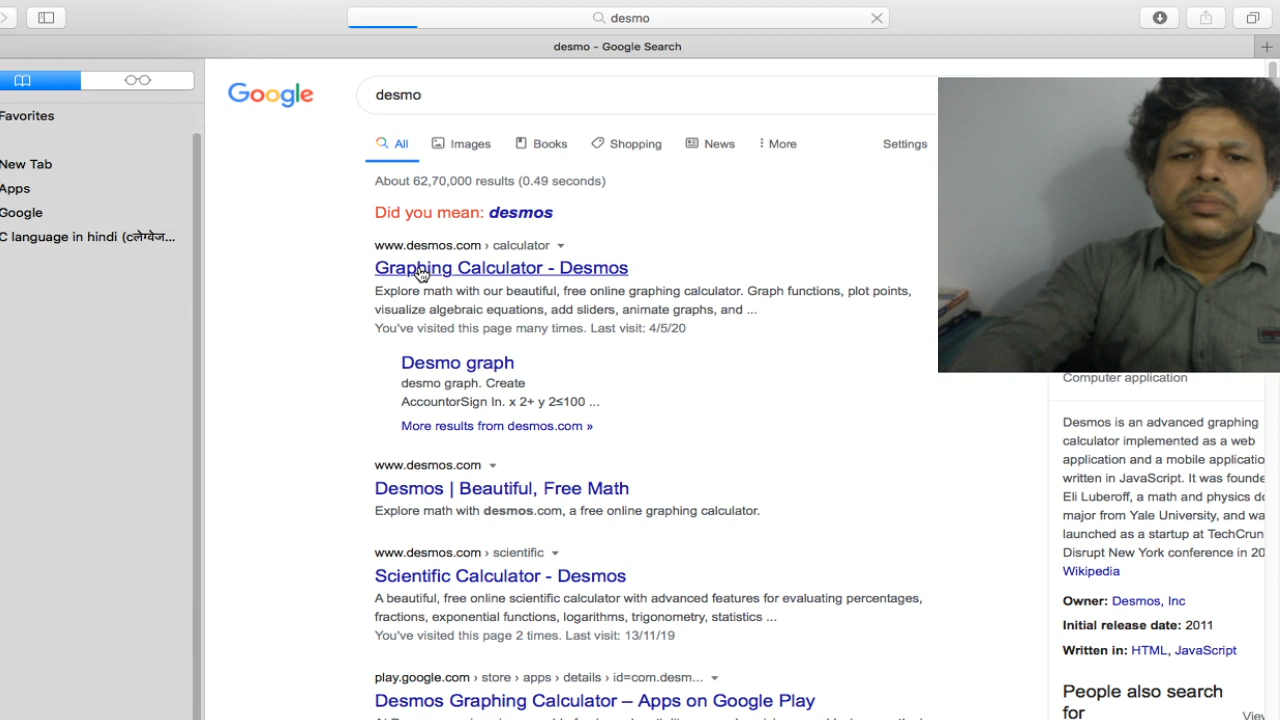 desmo
desmo - Google Search
Favorites
New Tab
Apps
Google
C language in hindi (cलेंग्वेज...
Google
desmo
All Images Books Shopping News More Settings
About 62,70,000 results (0.49 seconds)
Did you mean: desmos
www.desmos.com › calculator
Graphing Calculator - Desmos
Explore math with our beautiful, free online graphing calculator. Graph functions, plot points,
visualize algebraic equations, add sliders, animate graphs, and ...
You've visited this page many times. Last visit: 4/5/20
Desmo graph
desmo graph. Create
AccountorSign In. x 2+ y 2≤100 ...
More results from desmos.com »
www.desmos.com
Desmos | Beautiful, Free Math
Explore math with desmos.com, a free online graphing calculator.
www.desmos.com › scientific
Scientific Calculator - Desmos
A beautiful, free online scientific calculator with advanced features for evaluating percentages,
fractions, exponential functions, logarithms, trigonometry, statistics ...
You've visited this page 2 times. Last visit: 13/11/19
play.google.com › store › apps › details › id=com.desm...
Desmos Graphing Calculator – Apps on Google Play
Computer application
Desmos is an advanced graphing
calculator implemented as a web
application and a mobile applicatio
written in JavaScript. It was founde
Eli Luberoff, a math and physics do
major from Yale University, and wa
launched as a startup at TechCrun
Disrupt New York conference in 20
Wikipedia
Owner: Desmos, Inc
Initial release date: 2011
Written in: HTML, JavaScript
People also search
for